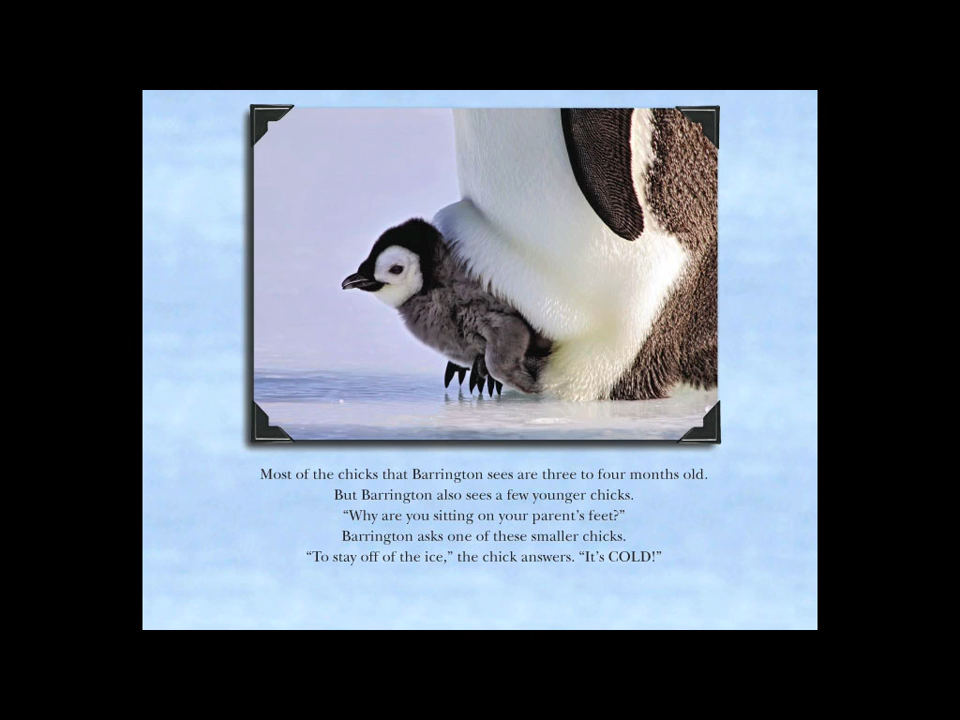 Most of the chicks that Barrington sees are three to four months old.
But Barrington also sees a few younger chicks.
“Why are you sitting on your parent’s feet?”
Barrington asks one of these smaller chicks.
“To stay off of the ice,” the chick answers. “It’s COLD!”